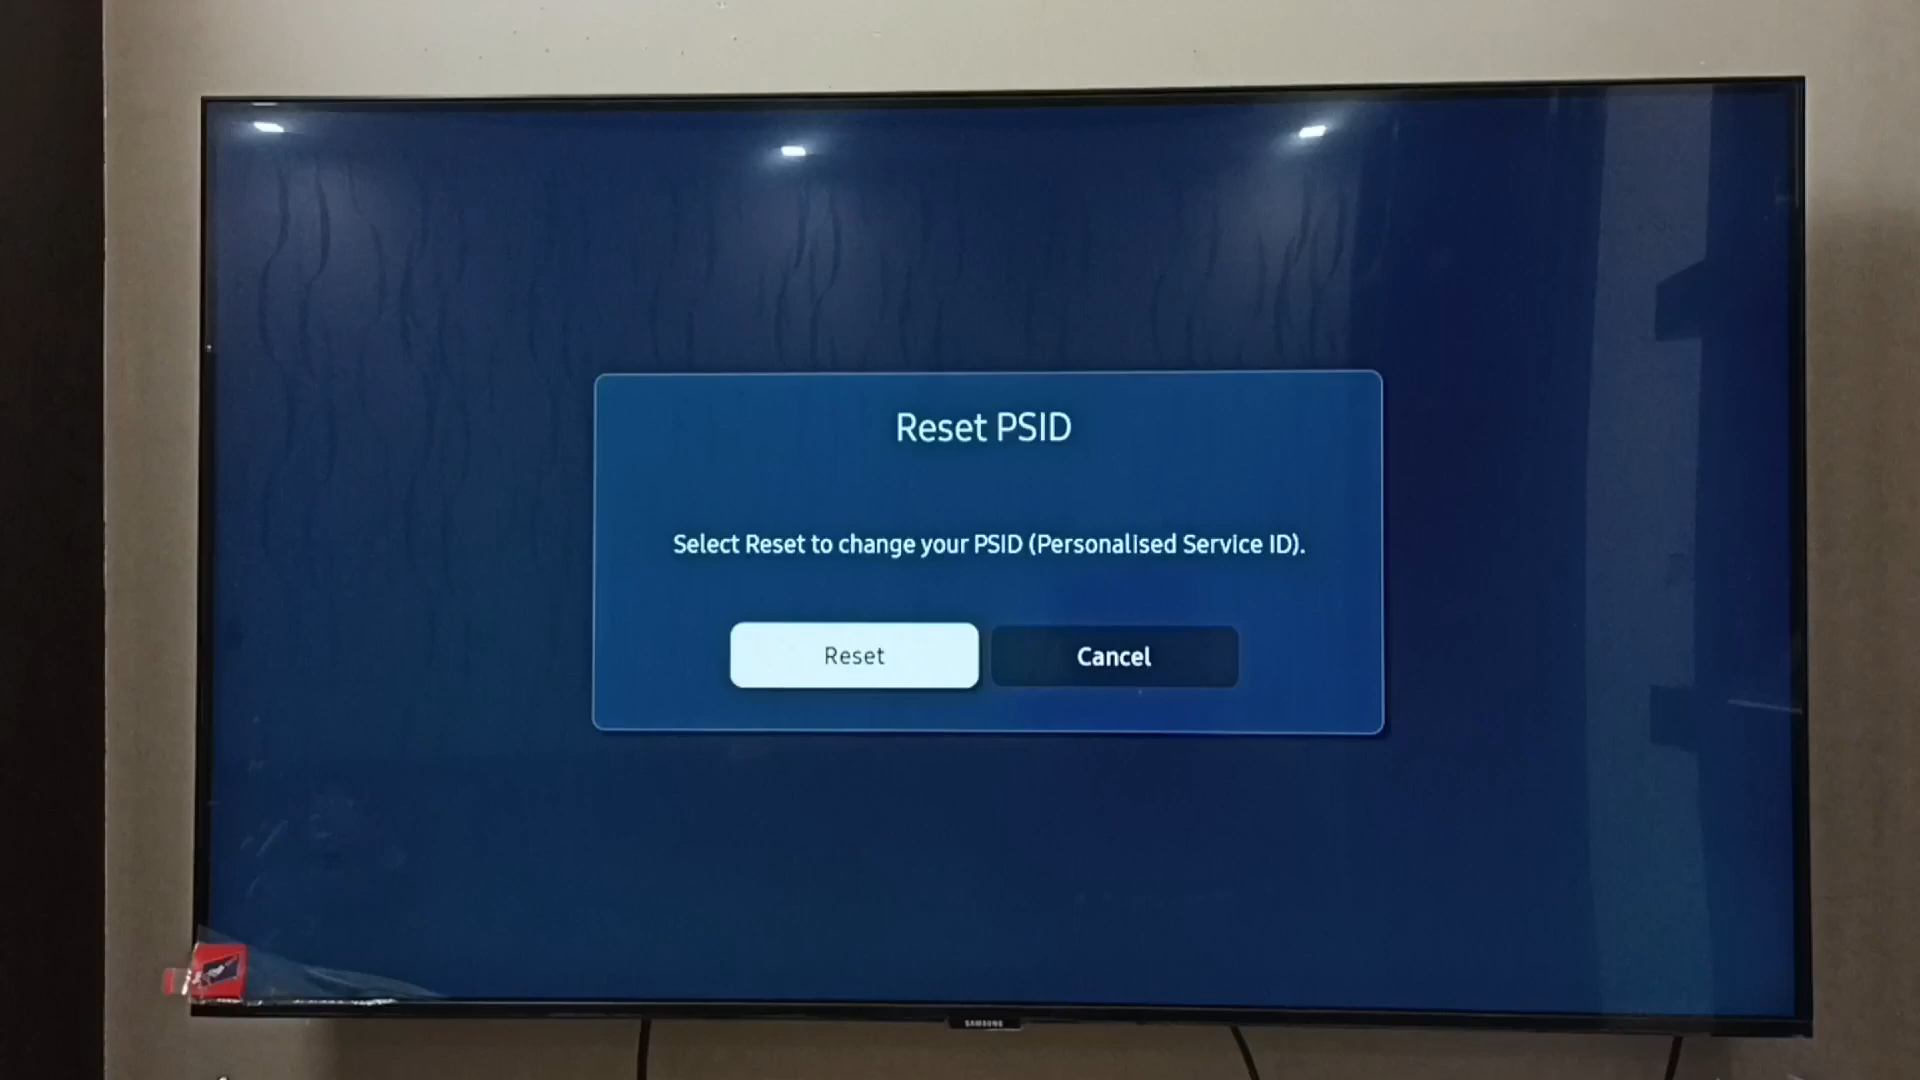 Reset PSID
Select Reset to change your PSID (Personalised Service ID).
Reset
Cancel
SAMSUNG